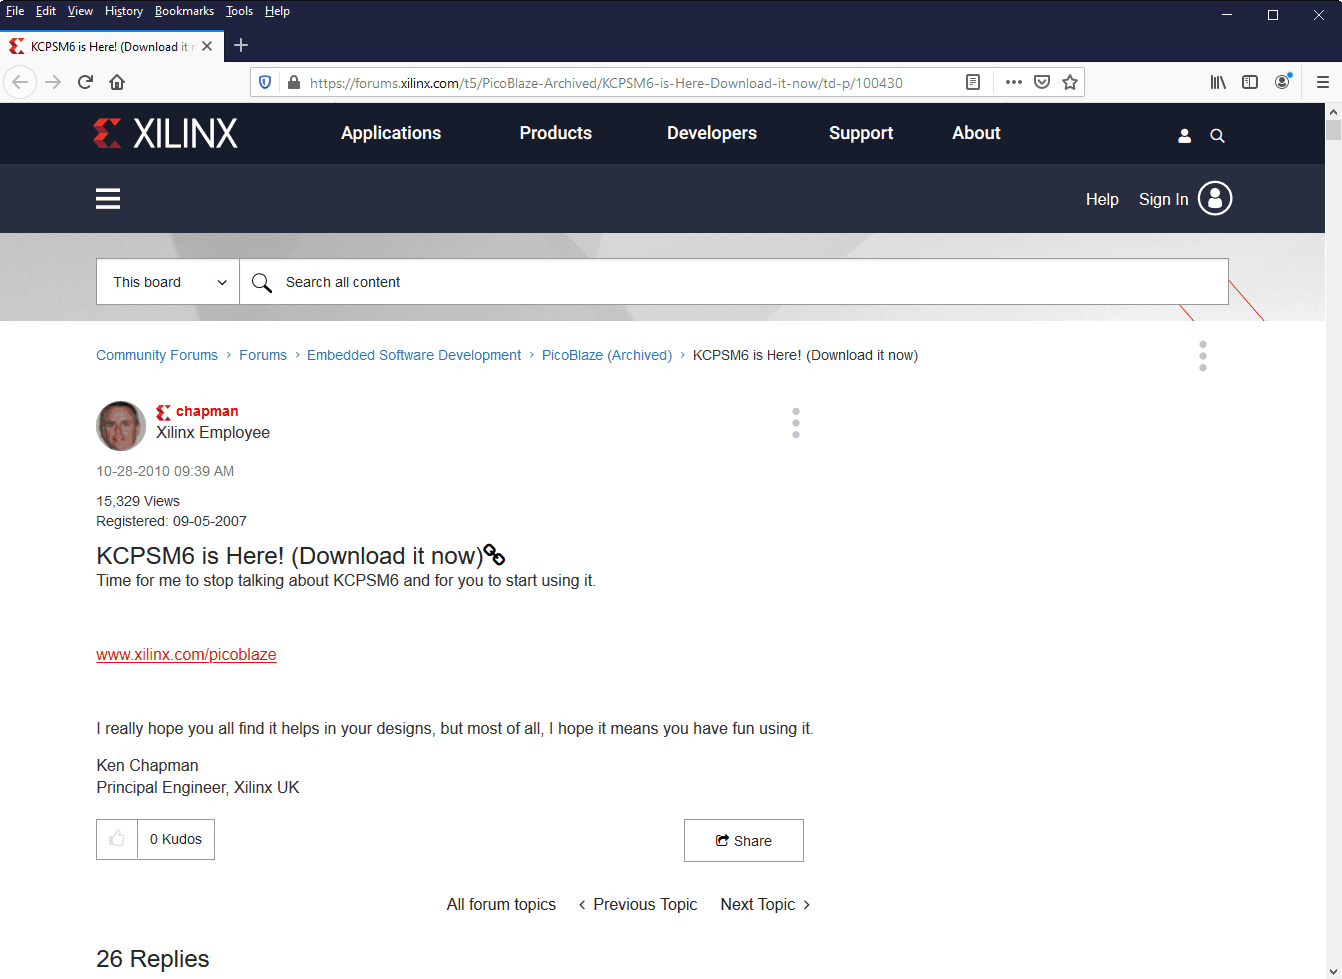 File Edit View History Bookmarks Tools Help
KCPSM6 is Here! (Download it
https://forums.xilinx.com/t5/PicoBlaze-Archived/KCPSM6-is-Here-Download-it-now/td-p/100430
XILINX
Applications Products Developers Support About
Help Sign In
This board Search all content
Community Forums › Forums › Embedded Software Development › PicoBlaze (Archived) › KCPSM6 is Here! (Download it now)
chapman
Xilinx Employee
10-28-2010 09:39 AM
15,329 Views
Registered: 09-05-2007
KCPSM6 is Here! (Download it now)
Time for me to stop talking about KCPSM6 and for you to start using it.
www.xilinx.com/picoblaze
I really hope you all find it helps in your designs, but most of all, I hope it means you have fun using it.
Ken Chapman
Principal Engineer, Xilinx UK
0 Kudos Share
All forum topics ‹ Previous Topic Next Topic ›
26 Replies